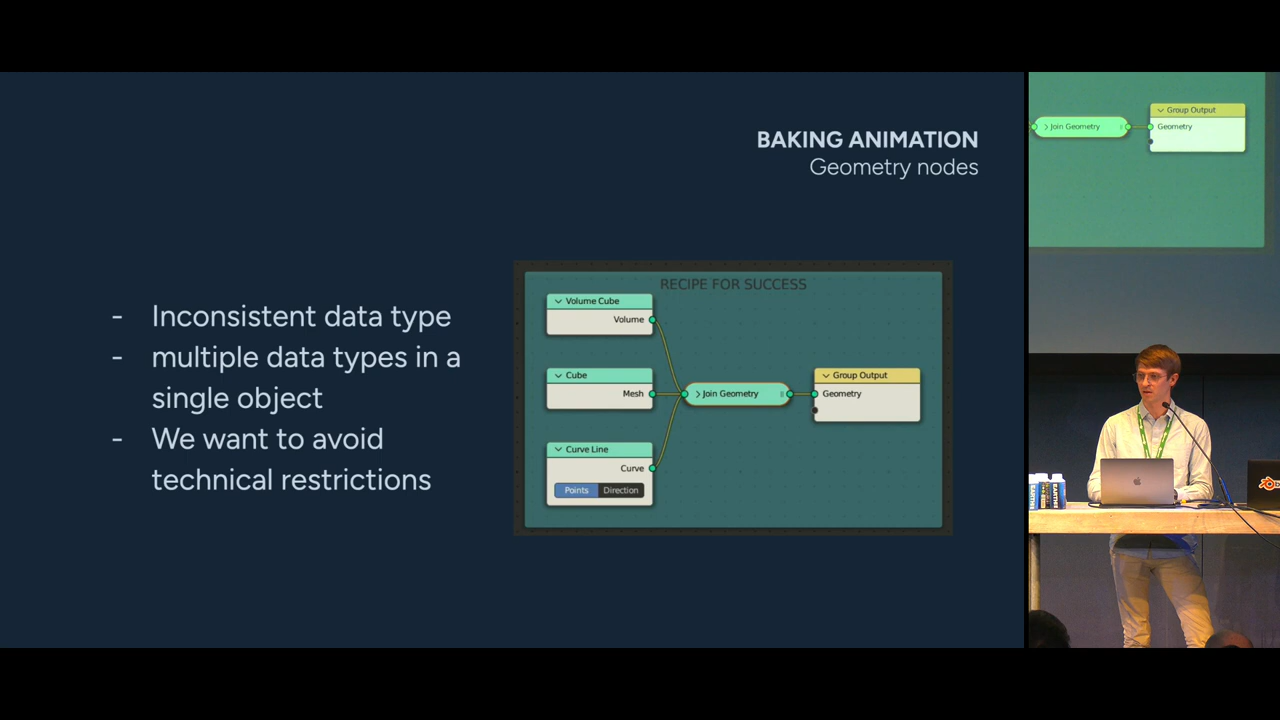 BAKING ANIMATION
Geometry nodes
- Inconsistent data type
- multiple data types in a
single object
- We want to avoid
technical restrictions
RECIPE FOR SUCCESS
Volume Cube
Volume
Cube
Mesh
Curve Line
Curve
Points Direction
Join Geometry
Group Output
Geometry
Join Geometry
Group Output
Geometry